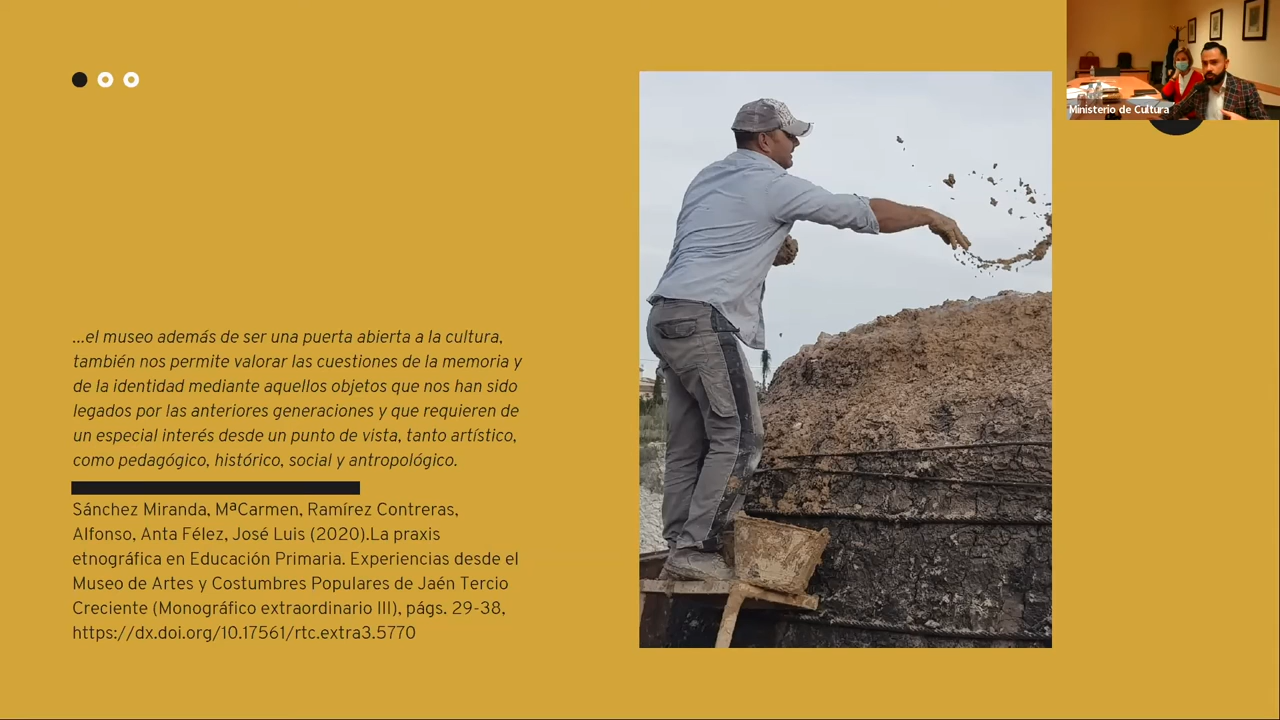 Ministerio de Cultura
...el museo además de ser una puerta abierta a la cultura,
también nos permite valorar las cuestiones de la memoria y
de la identidad mediante aquellos objetos que nos han sido
legados por las anteriores generaciones y que requieren de
un especial interés desde un punto de vista, tanto artístico,
como pedagógico, histórico, social y antropológico.
Sánchez Miranda, MªCarmen, Ramírez Contreras,
Alfonso, Anta Félez, José Luis (2020).La praxis
etnográfica en Educación Primaria. Experiencias desde el
Museo de Artes y Costumbres Populares de Jaén Tercio
Creciente (Monográfico extraordinario III), págs. 29-38,
https://dx.doi.org/10.17561/rtc.extra3.5770